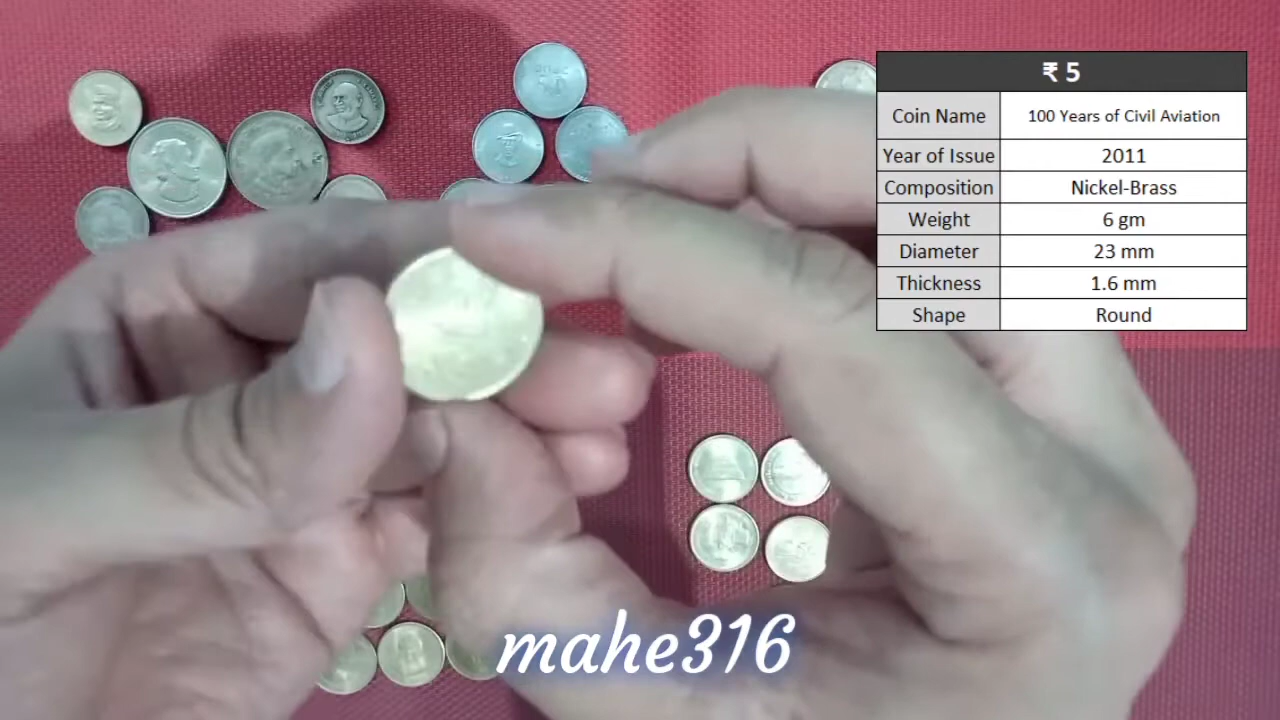 ₹ 5
Coin Name 100 Years of Civil Aviation
Year of Issue 2011
Composition Nickel-Brass
Weight 6 gm
Diameter 23 mm
Thickness 1.6 mm
Shape Round
mahe316